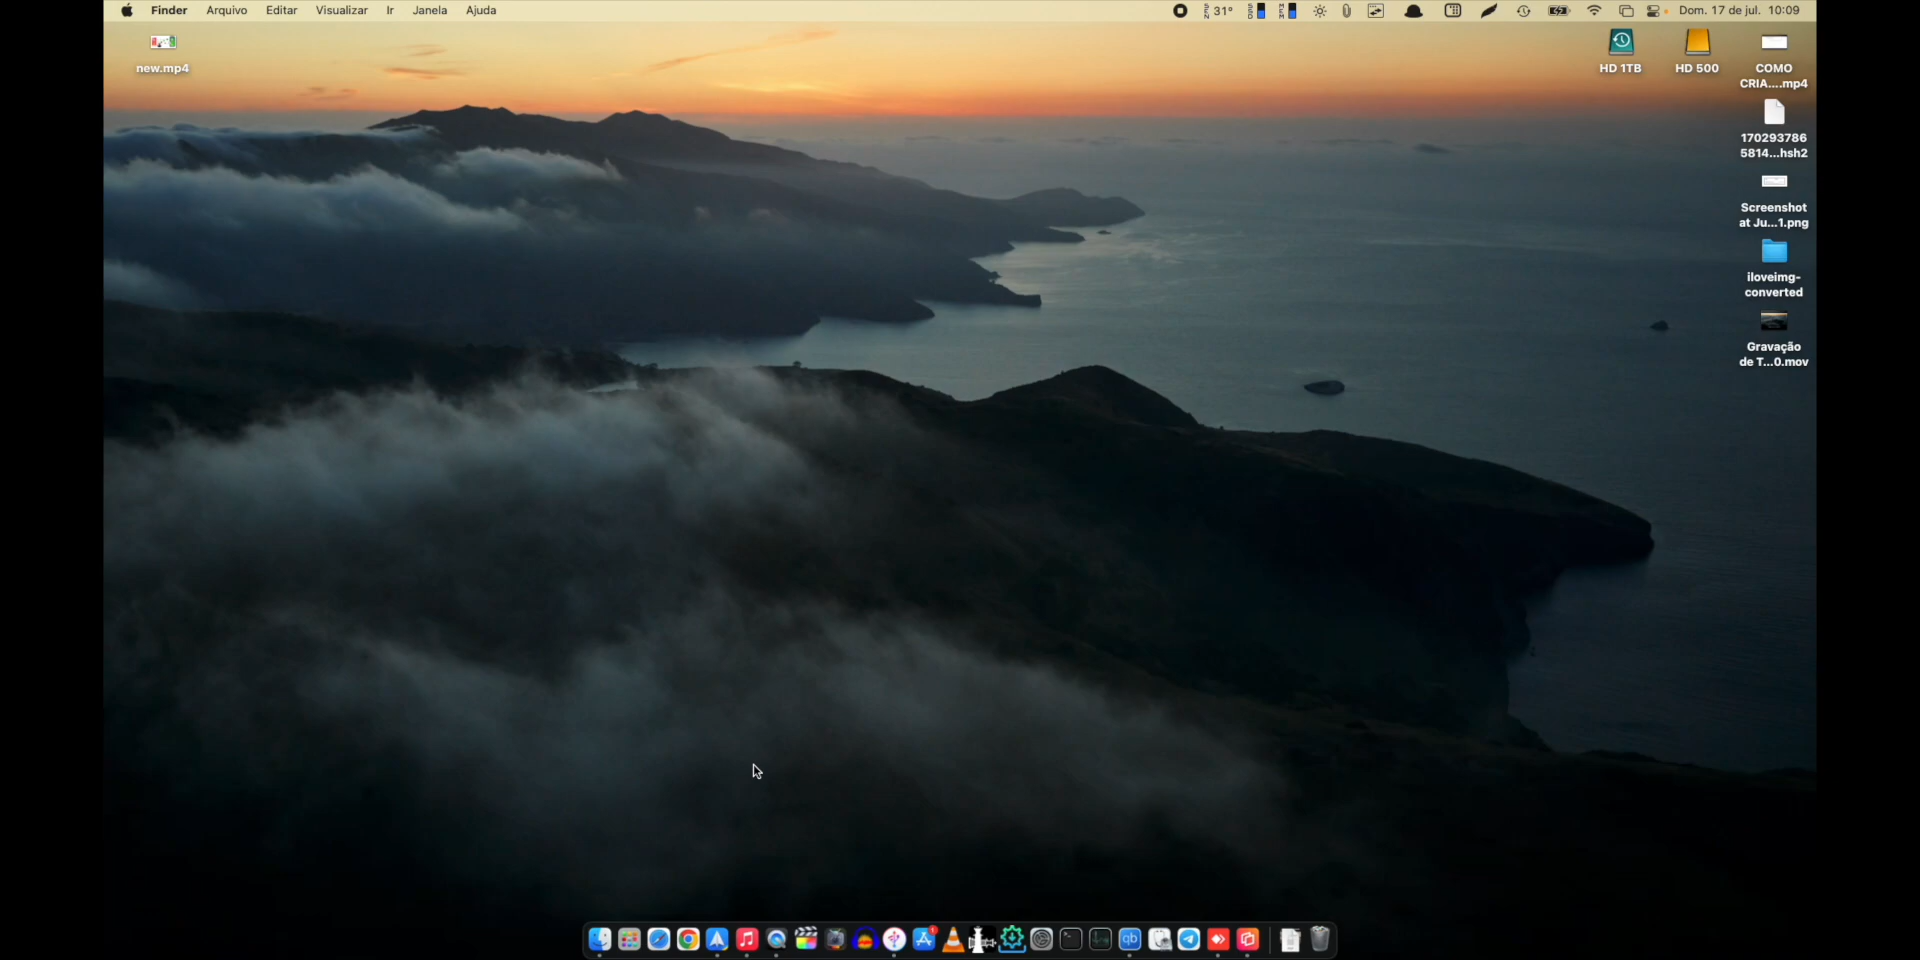 Finder Arquivo Editar Visualizar Ir Janela Ajuda
31° Dom. 17 de jul. 10:09
new.mp4
HD 1TB
HD 500
COMO
CRIA....mp4
170293786
5814...hsh2
Screenshot
at Ju...1.png
iloveimg-
converted
Gravação
de T...0.mov
qb